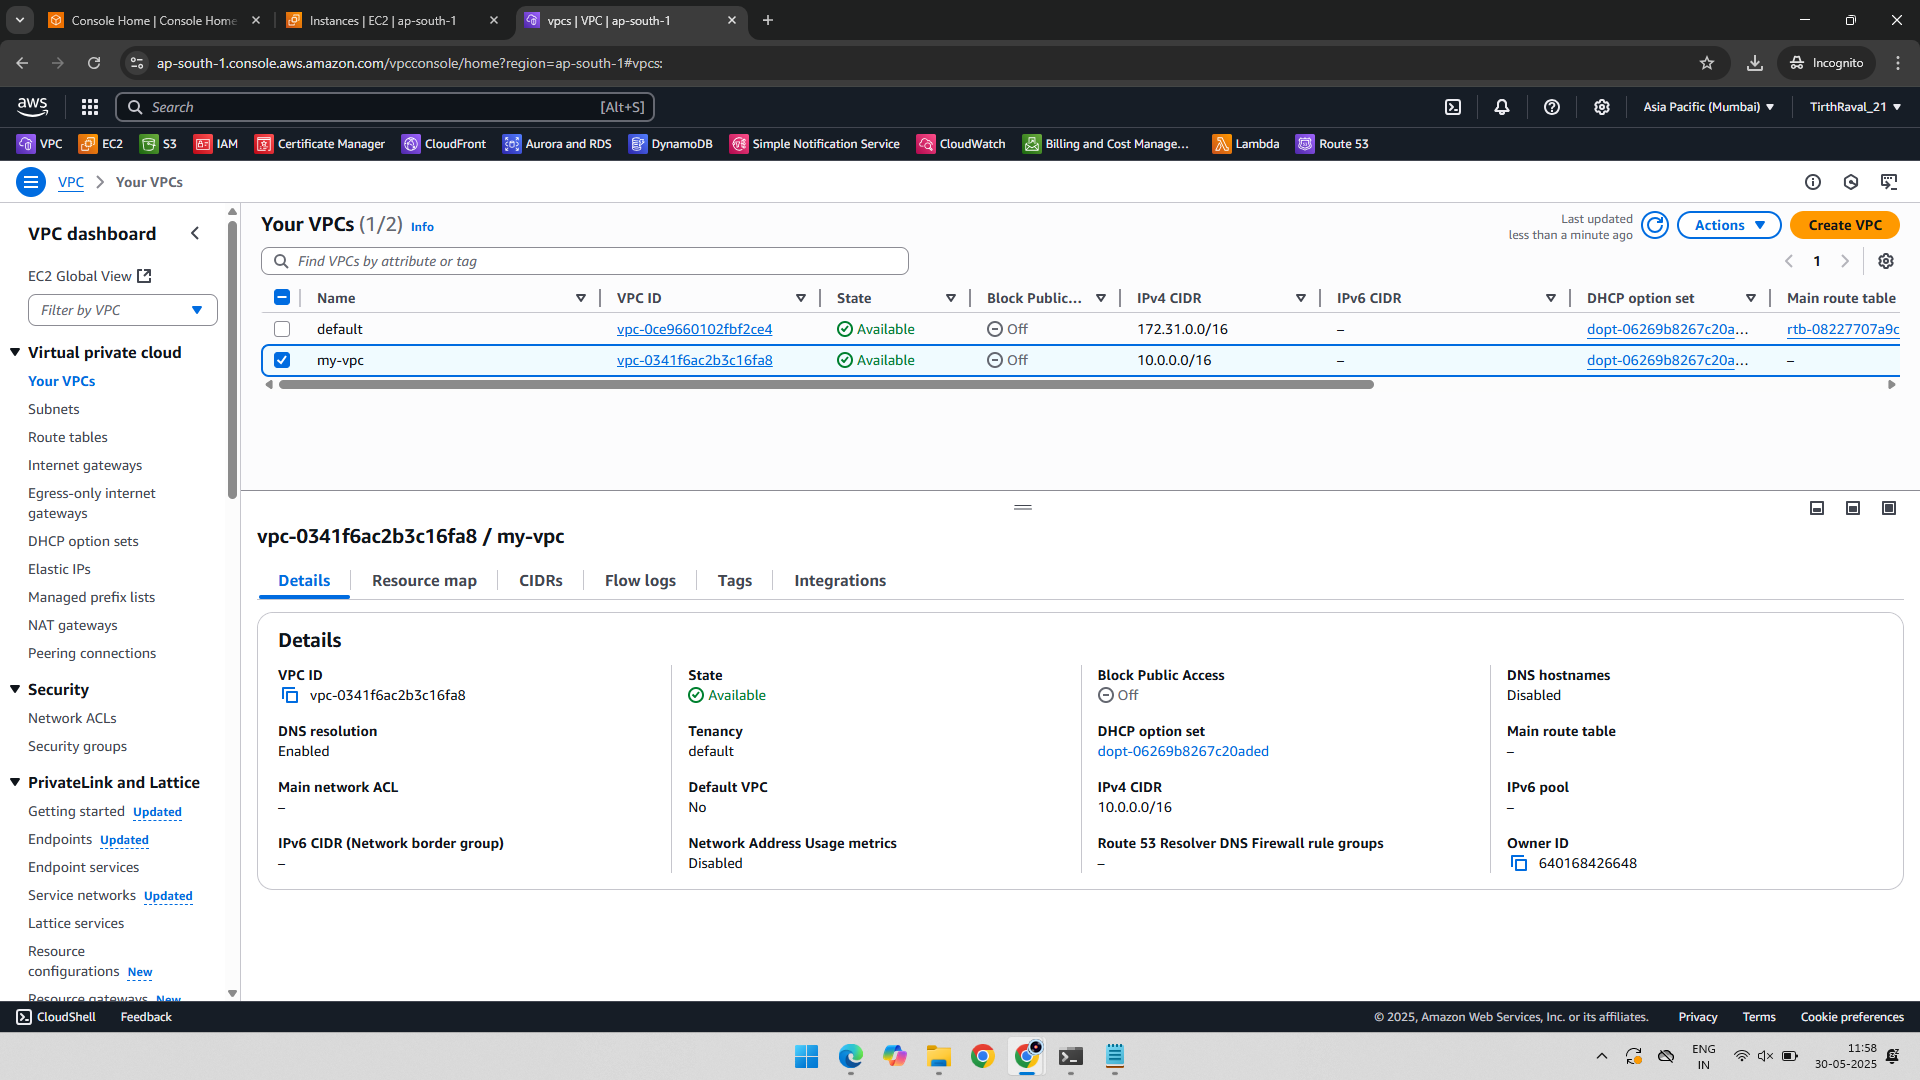 Console Home | Console Home
Instances | EC2 | ap-south-1
vpcs | VPC | ap-south-1
ap-south-1.console.aws.amazon.com/vpcconsole/home?region=ap-south-1#vpcs:
Incognito
aws
Search
[Alt+S]
Asia Pacific (Mumbai)
TirthRaval_21
VPC
EC2
S3
IAM
Certificate Manager
CloudFront
Aurora and RDS
DynamoDB
Simple Notification Service
CloudWatch
Billing and Cost Manage...
Lambda
Route 53
VPC > Your VPCs
VPC dashboard
EC2 Global View
Filter by VPC
Virtual private cloud
Your VPCs
Subnets
Route tables
Internet gateways
Egress-only internet
gateways
DHCP option sets
Elastic IPs
Managed prefix lists
NAT gateways
Peering connections
Security
Network ACLs
Security groups
PrivateLink and Lattice
Getting started Updated
Endpoints Updated
Endpoint services
Service networks Updated
Lattice services
Resource
configurations New
Resource gateways New
Your VPCs (1/2) Info
Last updated
less than a minute ago
Actions
Create VPC
Find VPCs by attribute or tag
1
Name VPC ID State Block Public... IPv4 CIDR IPv6 CIDR DHCP option set Main route table
default vpc-0ce9660102fbf2ce4 Available Off 172.31.0.0/16 – dopt-06269b8267c20a... rtb-08227707a9c
my-vpc vpc-0341f6ac2b3c16fa8 Available Off 10.0.0.0/16 – dopt-06269b8267c20a... –
vpc-0341f6ac2b3c16fa8 / my-vpc
Details Resource map CIDRs Flow logs Tags Integrations
Details
VPC ID
vpc-0341f6ac2b3c16fa8
State
Available
Block Public Access
Off
DNS hostnames
Disabled
DNS resolution
Enabled
Tenancy
default
DHCP option set
dopt-06269b8267c20aded
Main route table
–
Main network ACL
–
Default VPC
No
IPv4 CIDR
10.0.0.0/16
IPv6 pool
–
IPv6 CIDR (Network border group)
–
Network Address Usage metrics
Disabled
Route 53 Resolver DNS Firewall rule groups
–
Owner ID
640168426648
CloudShell
Feedback
© 2025, Amazon Web Services, Inc. or its affiliates.
Privacy
Terms
Cookie preferences
ENG
IN
11:58
30-05-2025